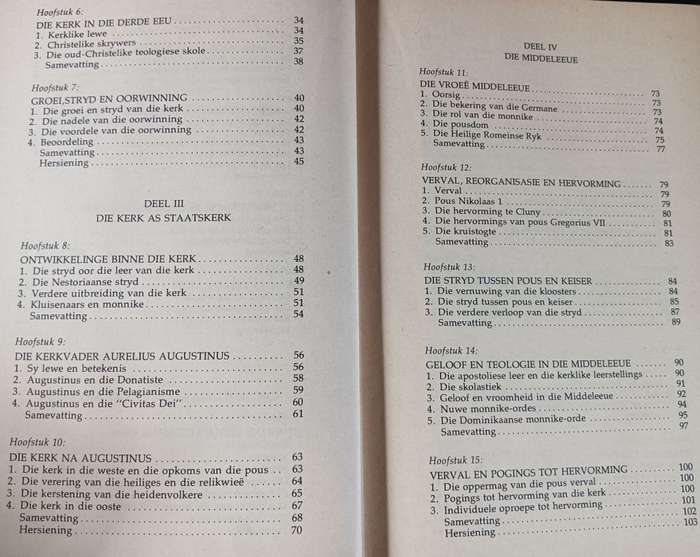 Hoofstuk 6:
DIE KERK IN DIE DERDE EEU 34
1. Kerklike lewe 34
2. Christelike skrywers 35
3. Die oud-Christelike teologiese skole 37
Samevatting 38
Hoofstuk 7:
GROEI, STRYD EN OORWINNING 40
1. Die groei en stryd van die kerk 40
2. Die nadele van die oorwinning 42
3. Die voordele van die oorwinning 42
4. Beoordeling 43
Samevatting 43
Hersiening 45
DEEL III
DIE KERK AS STAATSKERK
Hoofstuk 8:
ONTWIKKELINGE BINNE DIE KERK 48
1. Die stryd oor die leer van die kerk 48
2. Die Nestoriaanse stryd 49
3. Verdere uitbreiding van die kerk 51
4. Kluisenaars en monnike 51
Samevatting 54
Hoofstuk 9:
DIE KERKVADER AURELIUS AUGUSTINUS 56
1. Sy lewe en betekenis 56
2. Augustinus en die Donatiste 58
3. Augustinus en die Pelagianisme 59
4. Augustinus en die "Civitas Dei" 60
Samevatting 61
Hoofstuk 10:
DIE KERK NA AUGUSTINUS 63
1. Die kerk in die weste en die opkoms van die pous 63
2. Die verering van die heiliges en die relikwieë 64
3. Die kerstening van die heidenvolkere 65
4. Die kerk in die ooste 67
Samevatting 68
Hersiening 70
DEEL IV
DIE MIDDELEEUE
Hoofstuk 11:
DIE VROEË MIDDELEEUE 73
1. Oorsig 73
2. Die bekering van die Germane 73
3. Die rol van die monnike 74
4. Die pousdom 74
5. Die Heilige Romeinse Ryk 75
Samevatting 77
Hoofstuk 12:
VERVAL, REORGANISASIE EN HERVORMING 79
1. Verval 79
2. Pous Nikolaas 1 79
3. Die hervorming te Cluny 80
4. Die hervormings van pous Gregorius VII 81
5. Die kruistogte 81
Samevatting 83
Hoofstuk 13:
DIE STRYD TUSSEN POUS EN KEISER 84
1. Die vernuwing van die kloosters 84
2. Die stryd tussen pous en keiser 85
3. Die verdere verloop van die stryd 87
Samevatting 89
Hoofstuk 14:
GELOOF EN TEOLOGIE IN DIE MIDDELEEUE 90
1. Die apostoliese leer en die kerklike leerstellings 90
2. Die skolastiek 91
3. Geloof en vroomheid in die Middeleeue 92
4. Nuwe monnike-ordes 94
5. Die Dominikaanse monnike-orde 95
Samevatting 97
Hoofstuk 15:
VERVAL EN POGINGS TOT HERVORMING 100
1. Die oppermag van die pous verval 100
2. Pogings tot hervorming van die kerk 100
3. Individuele oproepe tot hervorming 101
Samevatting 102
Hersiening 103